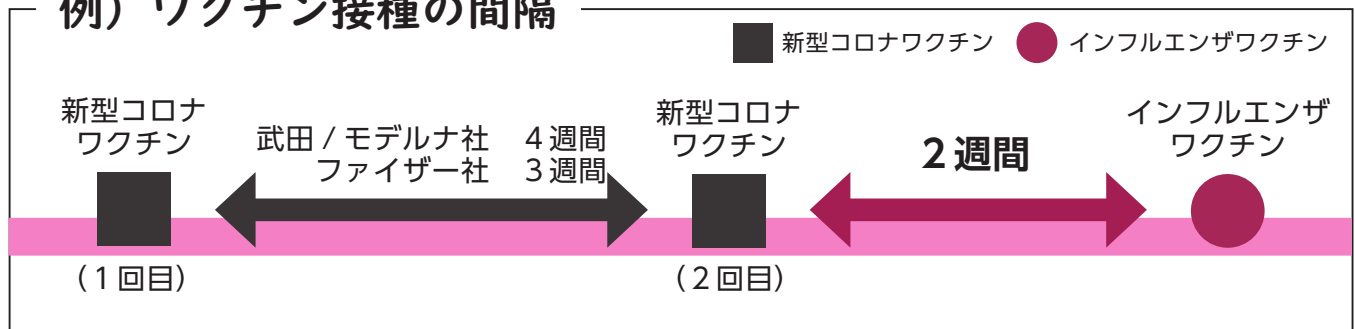 例）ワクチン接種の間隔
新型コロナワクチン
インフルエンザワクチン
新型コロナ
ワクチン
武田 / モデルナ社　4週間
ファイザー社　3週間
新型コロナ
ワクチン
2週間
インフルエンザ
ワクチン
（1回目）
（2回目）